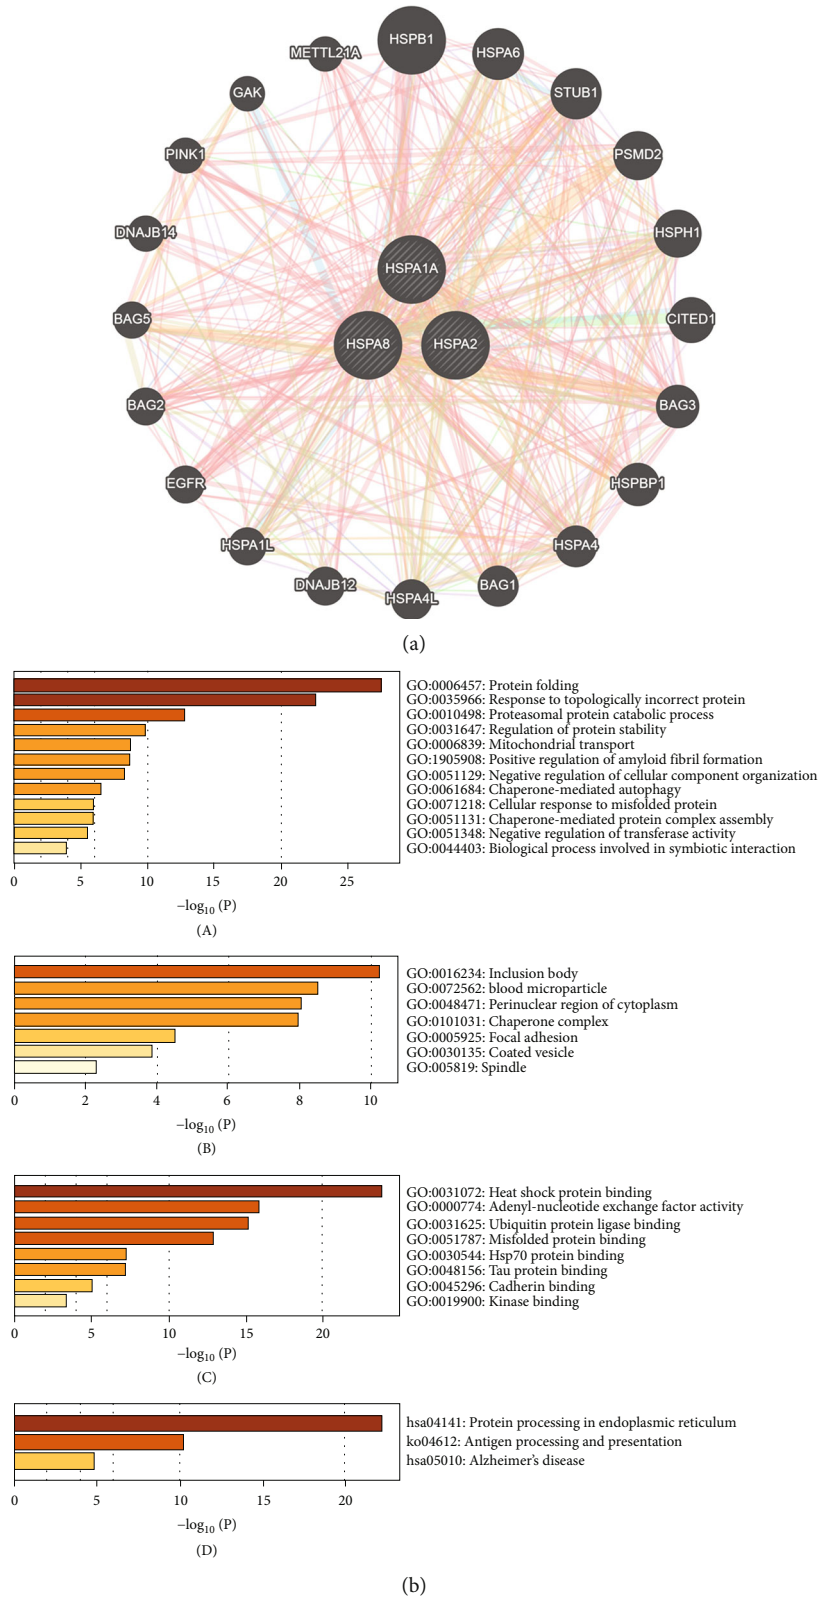 HSPB1
METTL21A
HSPA6
GAK
STUB1
PINK1
PSMD2
DNAJB14
HSPH1
HSPA1A
BAG5
CITED1
HSPA8
HSPA2
BAG2
BAG3
EGFR
HSPBP1
HSPA1L
HSPA4
DNAJB12
BAG1
HSPA4L
(a)
GO:0006457: Protein folding
GO:0035966: Response to topologically incorrect protein
GO:0010498: Proteasomal protein catabolic process
GO:0031647: Regulation of protein stability
GO:0006839: Mitochondrial transport
GO:1905908: Positive regulation of amyloid fibril formation
GO:0051129: Negative regulation of cellular component organization
GO:0061684: Chaperone-mediated autophagy
GO:0071218: Cellular response to misfolded protein
GO:0051131: Chaperone-mediated protein complex assembly
GO:0051348: Negative regulation of transferase activity
GO:0044403: Biological process involved in symbiotic interaction
0 5 10 15 20 25
−log10 (P)
(A)
GO:0016234: Inclusion body
GO:0072562: blood microparticle
GO:0048471: Perinuclear region of cytoplasm
GO:0101031: Chaperone complex
GO:0005925: Focal adhesion
GO:0030135: Coated vesicle
GO:005819: Spindle
0 2 4 6 8 10
−log10 (P)
(B)
GO:0031072: Heat shock protein binding
GO:0000774: Adenyl-nucleotide exchange factor activity
GO:0031625: Ubiquitin protein ligase binding
GO:0051787: Misfolded protein binding
GO:0030544: Hsp70 protein binding
GO:0048156: Tau protein binding
GO:0045296: Cadherin binding
GO:0019900: Kinase binding
0 5 10 15 20
−log10 (P)
(C)
hsa04141: Protein processing in endoplasmic reticulum
ko04612: Antigen processing and presentation
hsa05010: Alzheimer's disease
0 5 10 15 20
−log10 (P)
(D)
(b)